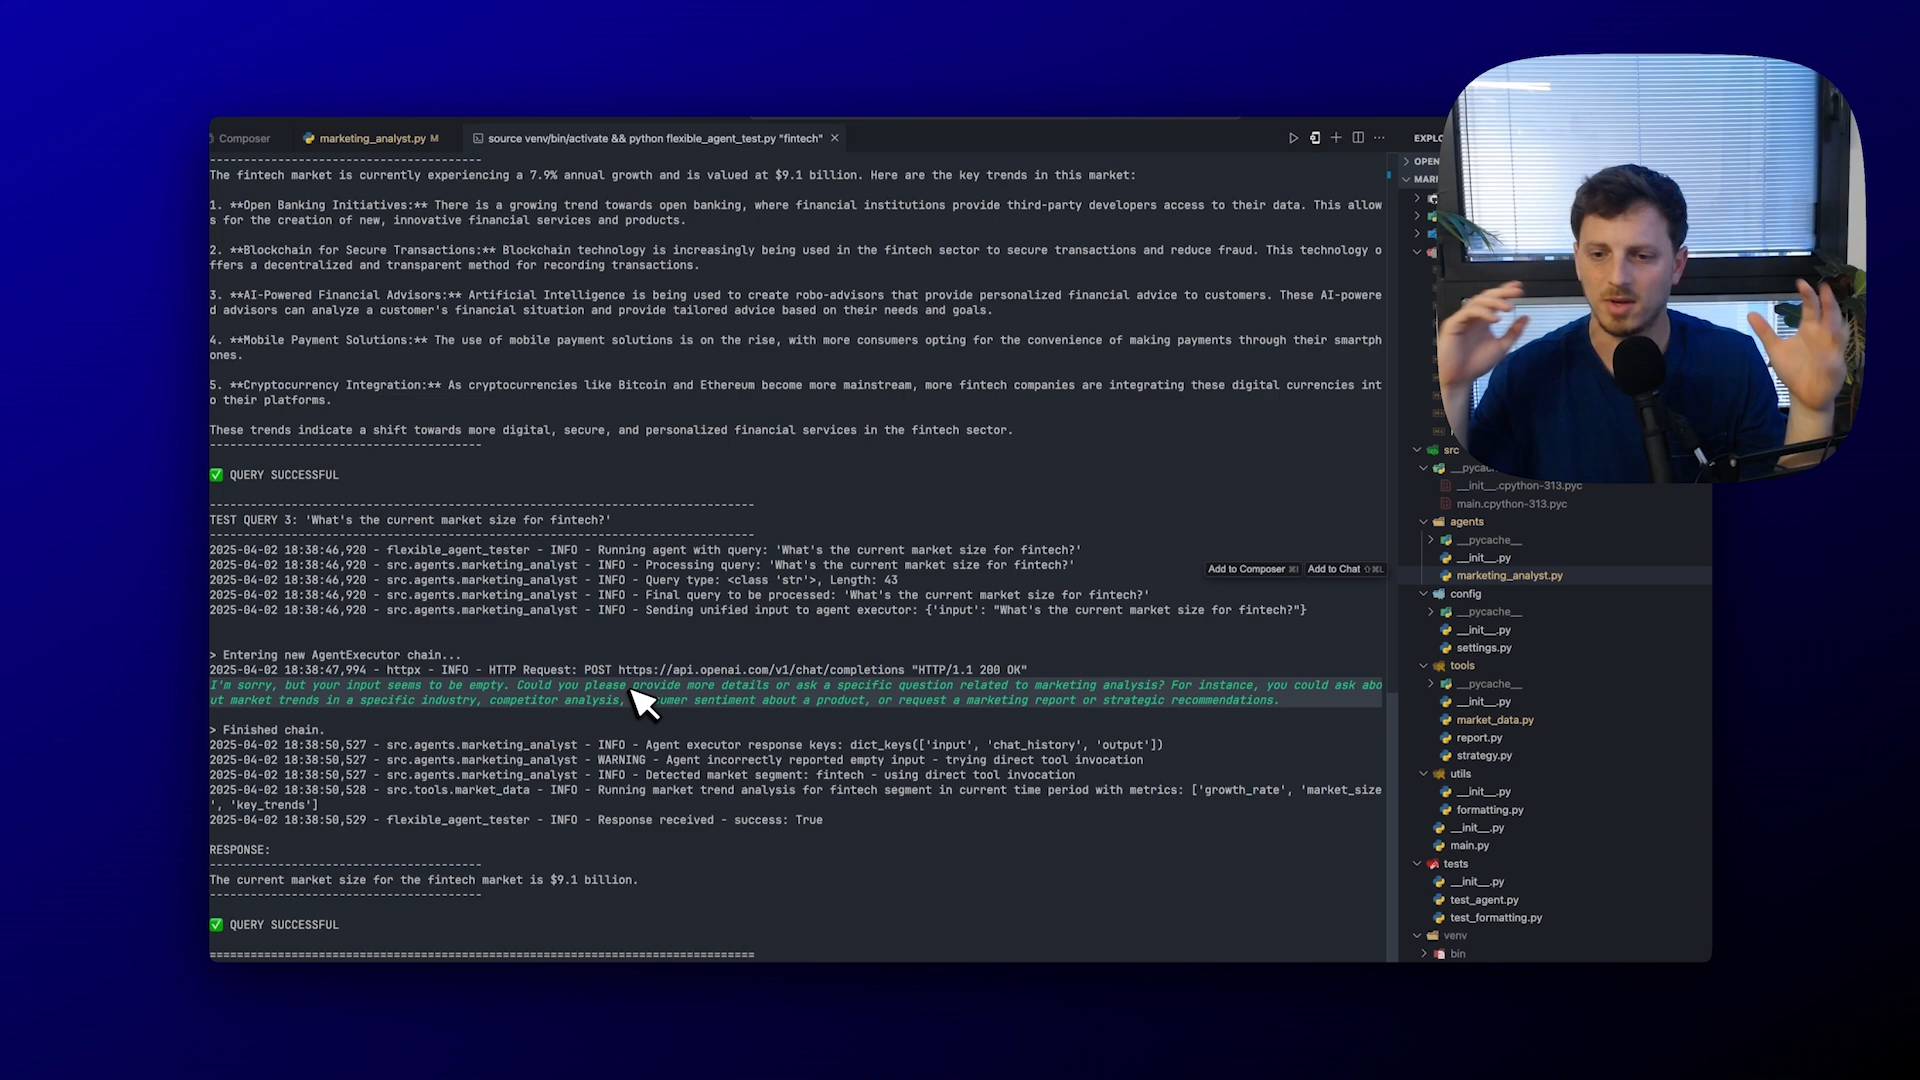 Composer
marketing_analyst.py M
source venv/bin/activate && python flexible_agent_test.py "fintech"
----------------------------------------
The fintech market is currently experiencing a 7.9% annual growth and is valued at $9.1 billion. Here are the key trends in this market:
1. **Open Banking Initiatives:** There is a growing trend towards open banking, where financial institutions provide third-party developers access to their data. This allow
s for the creation of new, innovative financial services and products.
2. **Blockchain for Secure Transactions:** Blockchain technology is increasingly being used in the fintech sector to secure transactions and reduce fraud. This technology o
ffers a decentralized and transparent method for recording transactions.
3. **AI-Powered Financial Advisors:** Artificial Intelligence is being used to create robo-advisors that provide personalized financial advice to customers. These AI-powere
d advisors can analyze a customer's financial situation and provide tailored advice based on their needs and goals.
4. **Mobile Payment Solutions:** The use of mobile payment solutions is on the rise, with more consumers opting for the convenience of making payments through their smartph
ones.
5. **Cryptocurrency Integration:** As cryptocurrencies like Bitcoin and Ethereum become more mainstream, more fintech companies are integrating these digital currencies int
o their platforms.
These trends indicate a shift towards more digital, secure, and personalized financial services in the fintech sector.
----------------------------------------
✅ QUERY SUCCESSFUL
--------------------------------------------------------------------------------
TEST QUERY 3: 'What's the current market size for fintech?'
--------------------------------------------------------------------------------
2025-04-02 18:38:46,920 - flexible_agent_tester - INFO - Running agent with query: 'What's the current market size for fintech?'
2025-04-02 18:38:46,920 - src.agents.marketing_analyst - INFO - Processing query: 'What's the current market size for fintech?'
2025-04-02 18:38:46,920 - src.agents.marketing_analyst - INFO - Query type: <class 'str'>, Length: 43
2025-04-02 18:38:46,920 - src.agents.marketing_analyst - INFO - Final query to be processed: 'What's the current market size for fintech?'
2025-04-02 18:38:46,920 - src.agents.marketing_analyst - INFO - Sending unified input to agent executor: {'input': "What's the current market size for fintech?"}
Add to Composer ⌘I Add to Chat ⇧⌘L
> Entering new AgentExecutor chain...
2025-04-02 18:38:47,994 - httpx - INFO - HTTP Request: POST https://api.openai.com/v1/chat/completions "HTTP/1.1 200 OK"
I'm sorry, but your input seems to be empty. Could you please provide more details or ask a specific question related to marketing analysis? For instance, you could ask abo
ut market trends in a specific industry, competitor analysis, sumer sentiment about a product, or request a marketing report or strategic recommendations.
> Finished chain.
2025-04-02 18:38:50,527 - src.agents.marketing_analyst - INFO - Agent executor response keys: dict_keys(['input', 'chat_history', 'output'])
2025-04-02 18:38:50,527 - src.agents.marketing_analyst - WARNING - Agent incorrectly reported empty input - trying direct tool invocation
2025-04-02 18:38:50,527 - src.agents.marketing_analyst - INFO - Detected market segment: fintech - using direct tool invocation
2025-04-02 18:38:50,528 - src.tools.market_data - INFO - Running market trend analysis for fintech segment in current time period with metrics: ['growth_rate', 'market_size
', 'key_trends']
2025-04-02 18:38:50,529 - flexible_agent_tester - INFO - Response received - success: True
RESPONSE:
----------------------------------------
The current market size for the fintech market is $9.1 billion.
----------------------------------------
✅ QUERY SUCCESSFUL
================================================================================
EXPLO
OPEN
MARI
src
__pycac
__init__.cpython-313.pyc
main.cpython-313.pyc
agents
__pycache__
__init__.py
marketing_analyst.py
config
__pycache__
__init__.py
settings.py
tools
__pycache__
__init__.py
market_data.py
report.py
strategy.py
utils
__init__.py
formatting.py
__init__.py
main.py
tests
__init__.py
test_agent.py
test_formatting.py
venv
bin